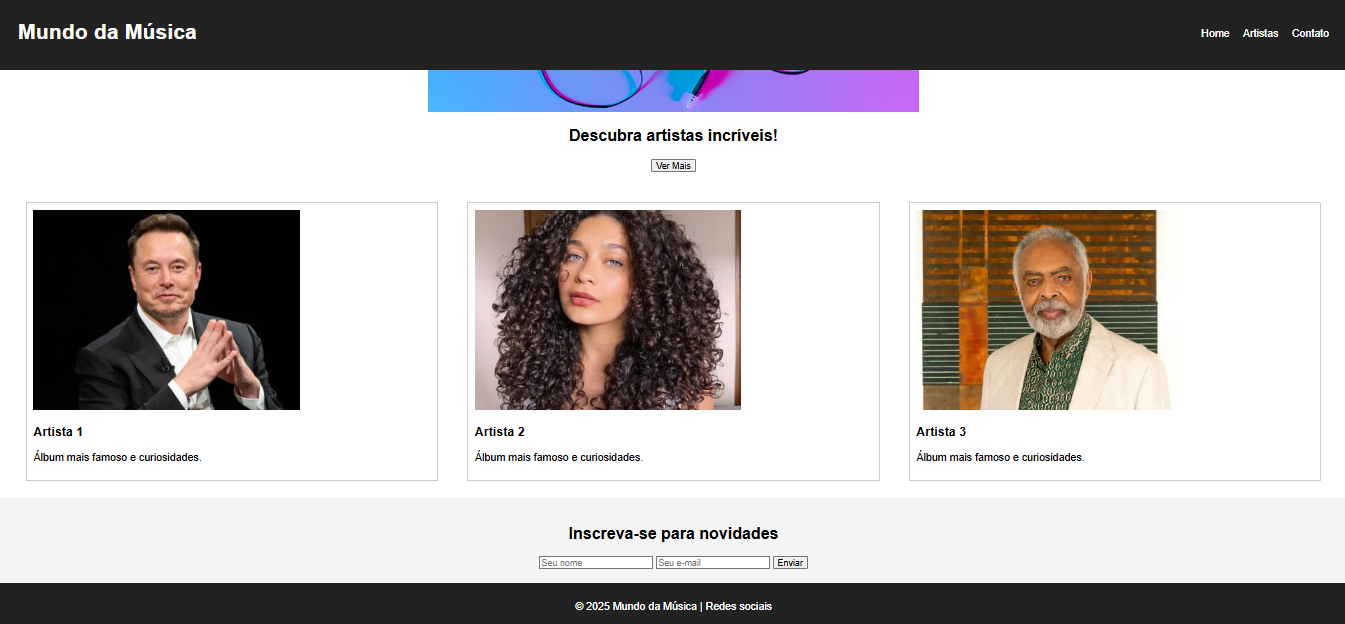 Mundo da Música
Home Artistas Contato
Descubra artistas incríveis!
Ver Mais
Artista 1
Álbum mais famoso e curiosidades.
Artista 2
Álbum mais famoso e curiosidades.
Artista 3
Álbum mais famoso e curiosidades.
Inscreva-se para novidades
Seu nome Seu e-mail Enviar
© 2025 Mundo da Música | Redes sociais